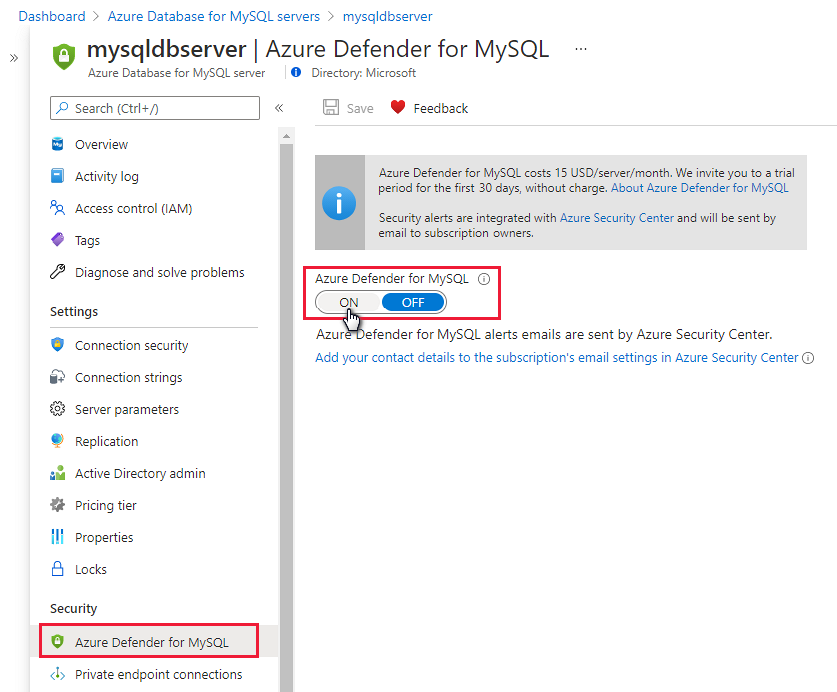 Dashboard > Azure Database for MySQL servers > mysqldbserver
»
mysqldbserver | Azure Defender for MySQL ...
Azure Database for MySQL server
Directory: Microsoft
Search (Ctrl+/)
«
Save
Feedback
My
Overview
Activity log
Access control (IAM)
Tags
Diagnose and solve problems
Settings
Connection security
Connection strings
Server parameters
Replication
Active Directory admin
Pricing tier
Properties
Locks
Security
Azure Defender for MySQL
Private endpoint connections
Azure Defender for MySQL costs 15 USD/server/month. We invite you to a trial
period for the first 30 days, without charge. About Azure Defender for MySQL
Security alerts are integrated with Azure Security Center and will be sent by
email to subscription owners.
Azure Defender for MySQL
ON OFF
Azure Defender for MySQL alerts emails are sent by Azure Security Center.
Add your contact details to the subscription's email settings in Azure Security Center